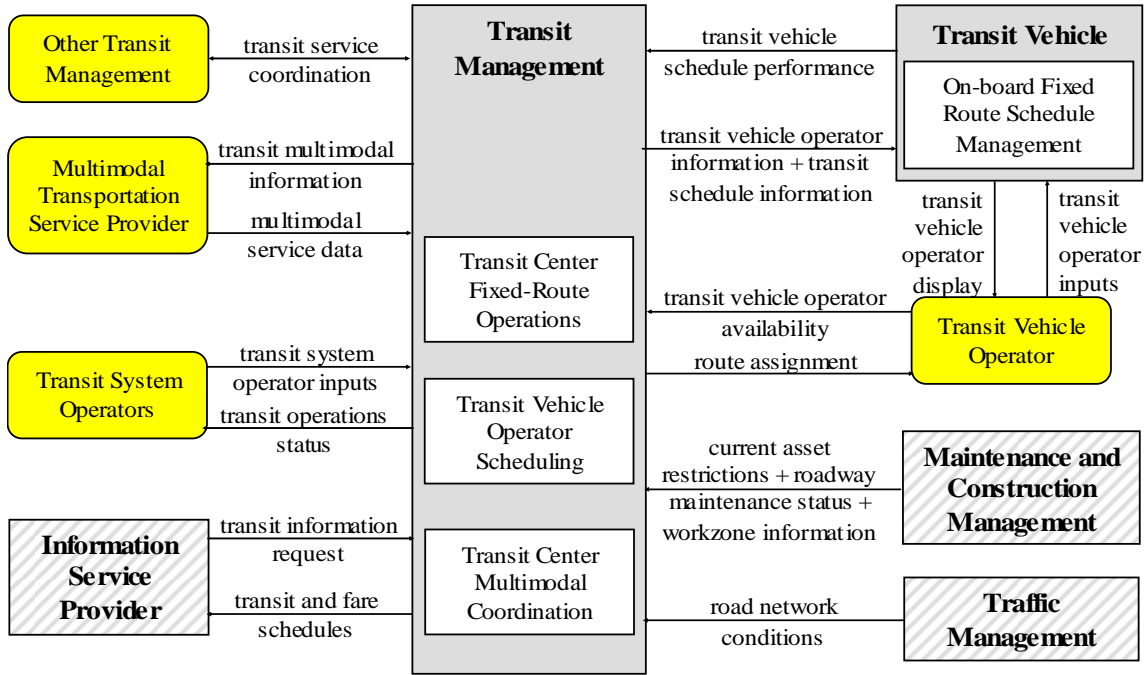 Other Transit
Management
transit service
coordination
Transit
Management
transit vehicle
schedule performance
Transit Vehicle
On-board Fixed
Route Schedule
Management
Multimodal
Transportation
Service Provider
transit multimodal
information
multimodal
service data
transit vehicle operator
information + transit
schedule information
transit
vehicle
operator
display
transit
vehicle
operator
inputs
Transit Center
Fixed-Route
Operations
transit vehicle operator
availability
route assignment
Transit Vehicle
Operator
Transit System
Operators
transit system
operator inputs
transit operations
status
Transit Vehicle
Operator
Scheduling
current asset
restrictions + roadway
maintenance status +
workzone information
Maintenance and
Construction
Management
Information
Service
Provider
transit information
request
transit and fare
schedules
Transit Center
Multimodal
Coordination
road network
conditions
Traffic
Management